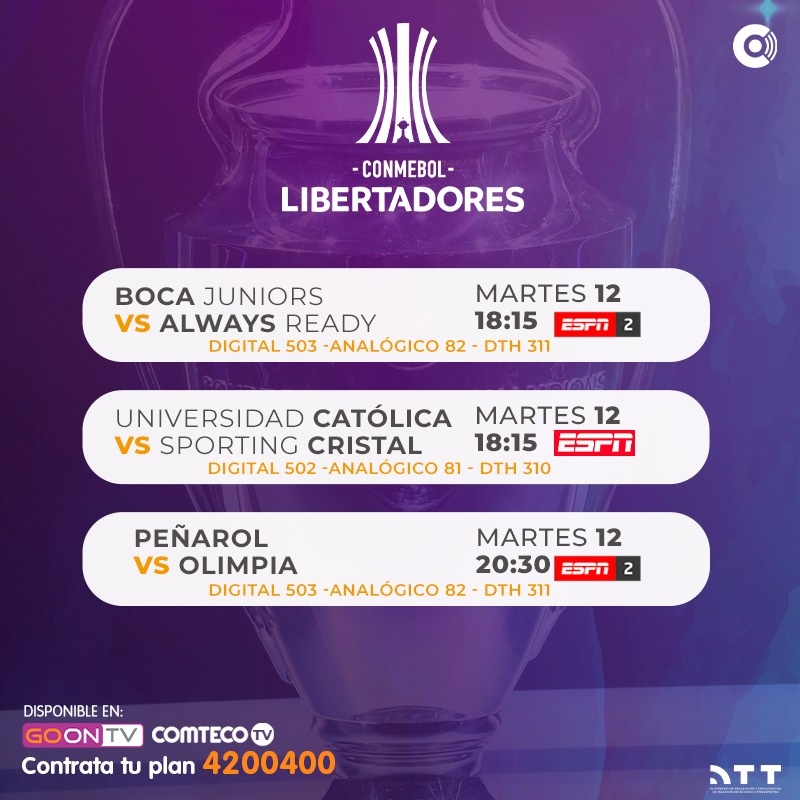 -CONMEBOL-
LIBERTADORES
BOCA JUNIORS
VS ALWAYS READY
MARTES 12
18:15 ESPN 2
DIGITAL 503 -ANALÓGICO 82 - DTH 311
UNIVERSIDAD CATÓLICA
VS SPORTING CRISTAL
MARTES 12
18:15 ESPN
DIGITAL 502 -ANALÓGICO 81 - DTH 310
PEÑAROL
VS OLIMPIA
MARTES 12
20:30 ESPN 2
DIGITAL 503 -ANALÓGICO 82 - DTH 311
DISPONIBLE EN:
GOONTV COMTECO TV
Contrata tu plan 4200400
ATT